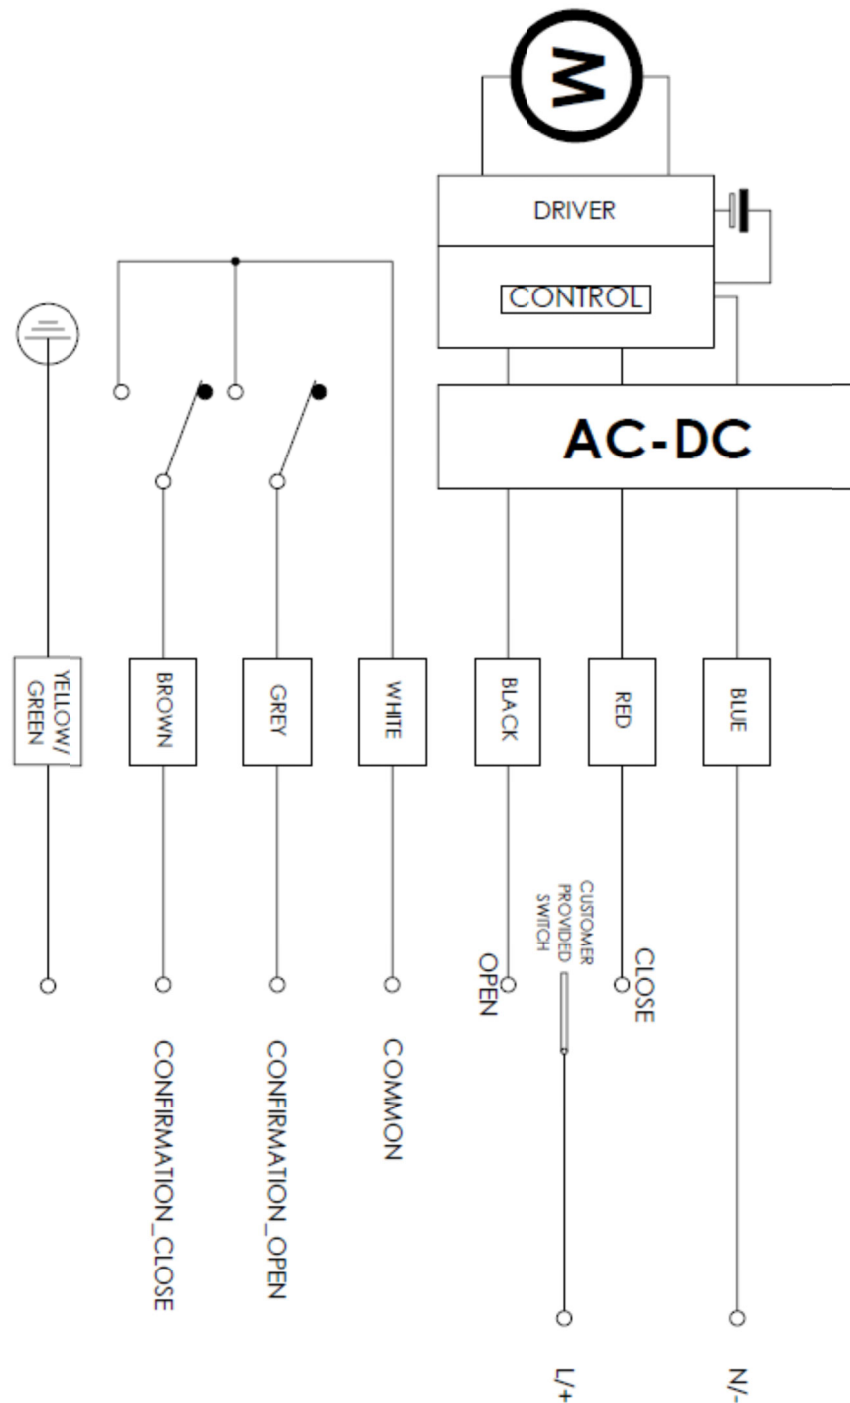 M
DRIVER
CONTROL
AC-DC
YELLOW/
GREEN
BROWN
GREY
WHITE
BLACK
RED
BLUE
CUSTOMER
PROVIDED
SWITCH
OPEN
CLOSE
CONFIRMATION_CLOSE
CONFIRMATION_OPEN
COMMON
L/+
N/-